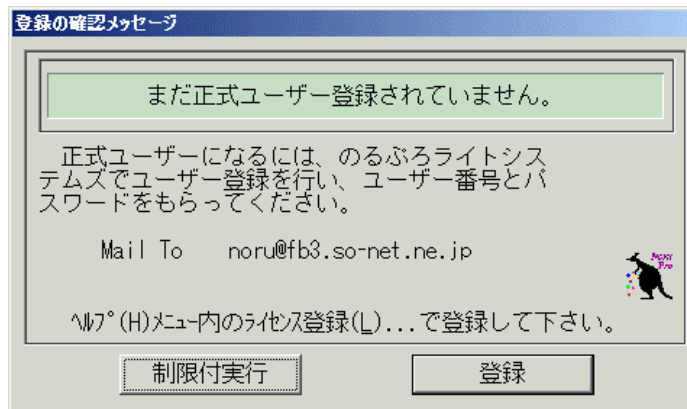 登録の確認メッセージ
まだ正式ユーザー登録されていません。
正式ユーザーになるには、のるぷろライトシス
テムズでユーザー登録を行い、ユーザー番号とパ
スワードをもらってください。
Mail To noru@fb3.so-net.ne.jp
ﾍﾙﾌﾟ(H)ﾒﾆｭｰ内のﾗｲｾﾝｽ登録(L)...で登録して下さい。
制限付実行
登録